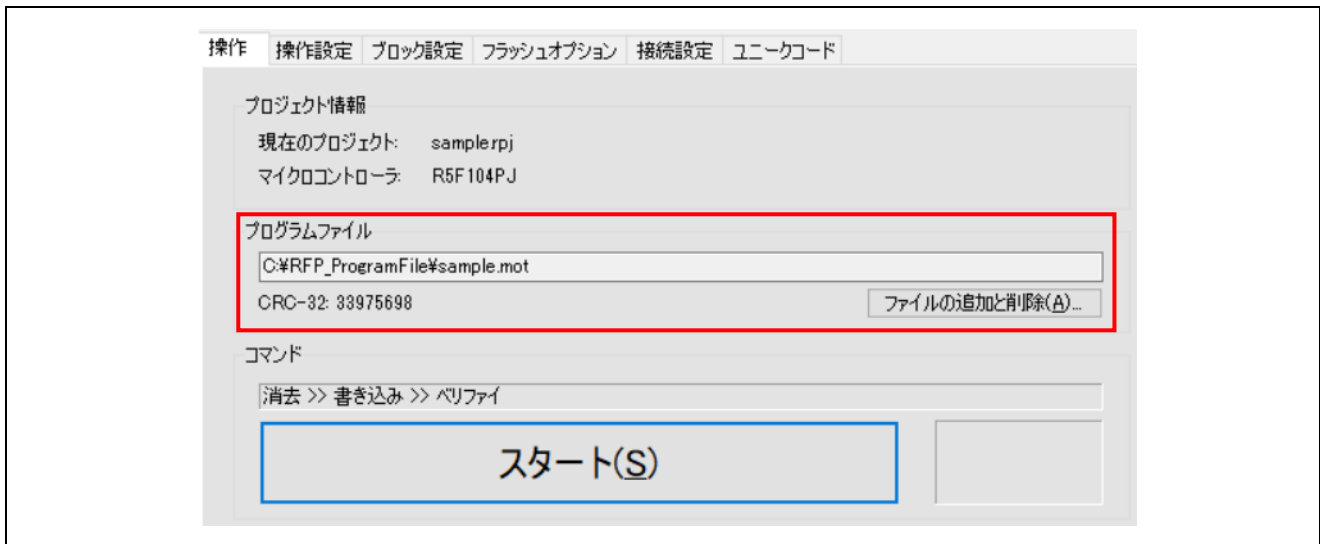 操作 操作設定 ブロック設定 フラッシュオプション 接続設定 ユニークコード
プロジェクト情報
現在のプロジェクト: sample.rpj
マイクロコントローラ: R5F104PJ
プログラムファイル
C:¥RFP_ProgramFile¥sample.mot
CRC-32: 33975698 ファイルの追加と削除(A)...
コマンド
消去 >> 書き込み >> ベリファイ
スタート(S)